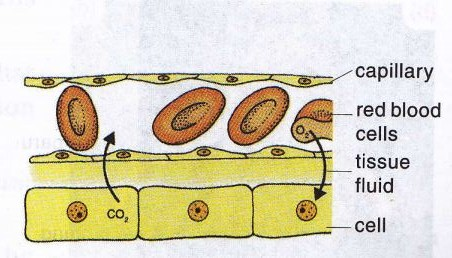 capillary
red blood
cells
O₂
tissue
fluid
CO₂
cell